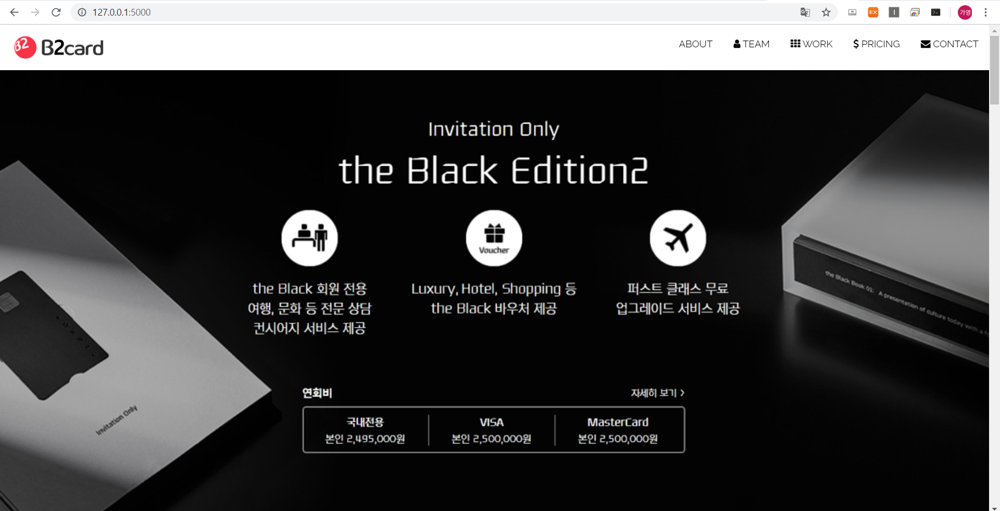 127.0.0.1:5000
EX
가영
B2 B2card
ABOUT
TEAM
WORK
PRICING
CONTACT
Invitation Only
the Black Edition2
Voucher
the Black 회원 전용
여행, 문화 등 전문 상담
컨시어지 서비스 제공
Luxury, Hotel, Shopping 등
the Black 바우처 제공
퍼스트 클래스 무료
업그레이드 서비스 제공
the Black Book 01: A presentation of culture today with a
Invitation Only
연회비
자세히 보기 >
국내전용
본인 2,495,000원
VISA
본인 2,500,000원
MasterCard
본인 2,500,000원